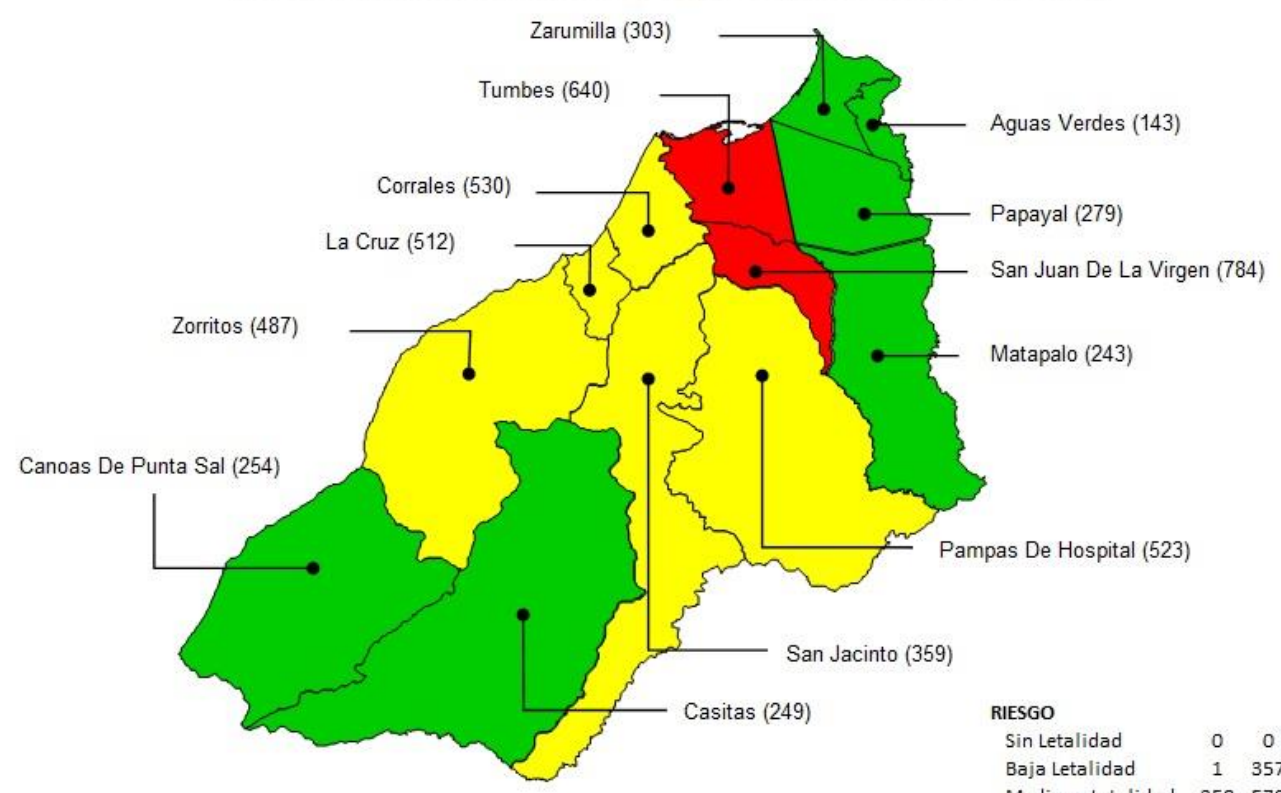 Zarumilla (303)
Tumbes (640)
Aguas Verdes (143)
Corrales (530)
Papayal (279)
La Cruz (512)
San Juan De La Virgen (784)
Zorritos (487)
Matapalo (243)
Canoas De Punta Sal (254)
Pampas De Hospital (523)
San Jacinto (359)
Casitas (249)
RIESGO
Sin Letalidad 0 0
Baja Letalidad 1 357